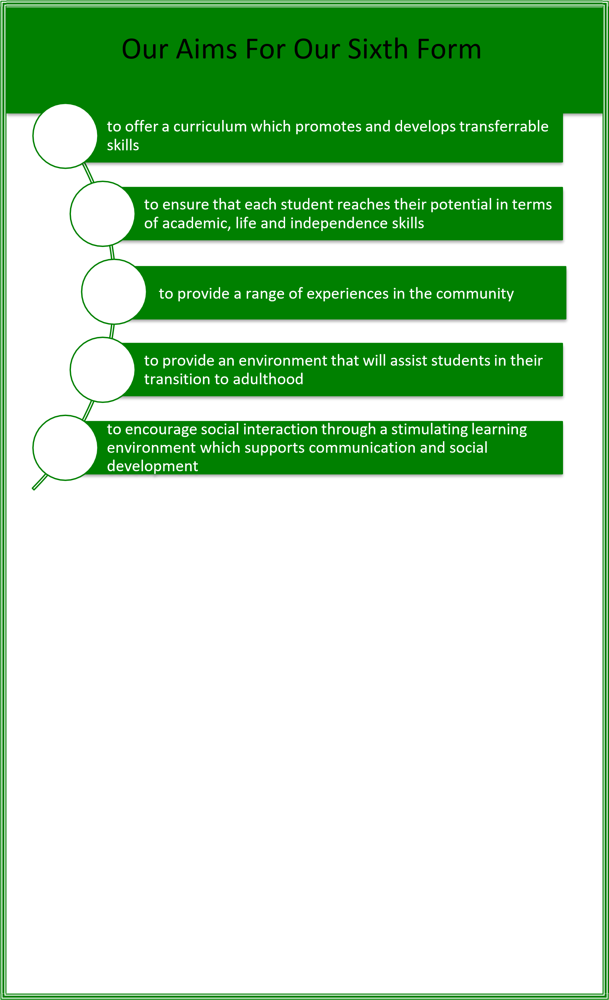 Our Aims For Our Sixth Form
to offer a curriculum which promotes and develops transferrable
skills
to ensure that each student reaches their potential in terms
of academic, life and independence skills
to provide a range of experiences in the community
to provide an environment that will assist students in their
transition to adulthood
to encourage social interaction through a stimulating learning
environment which supports communication and social
development